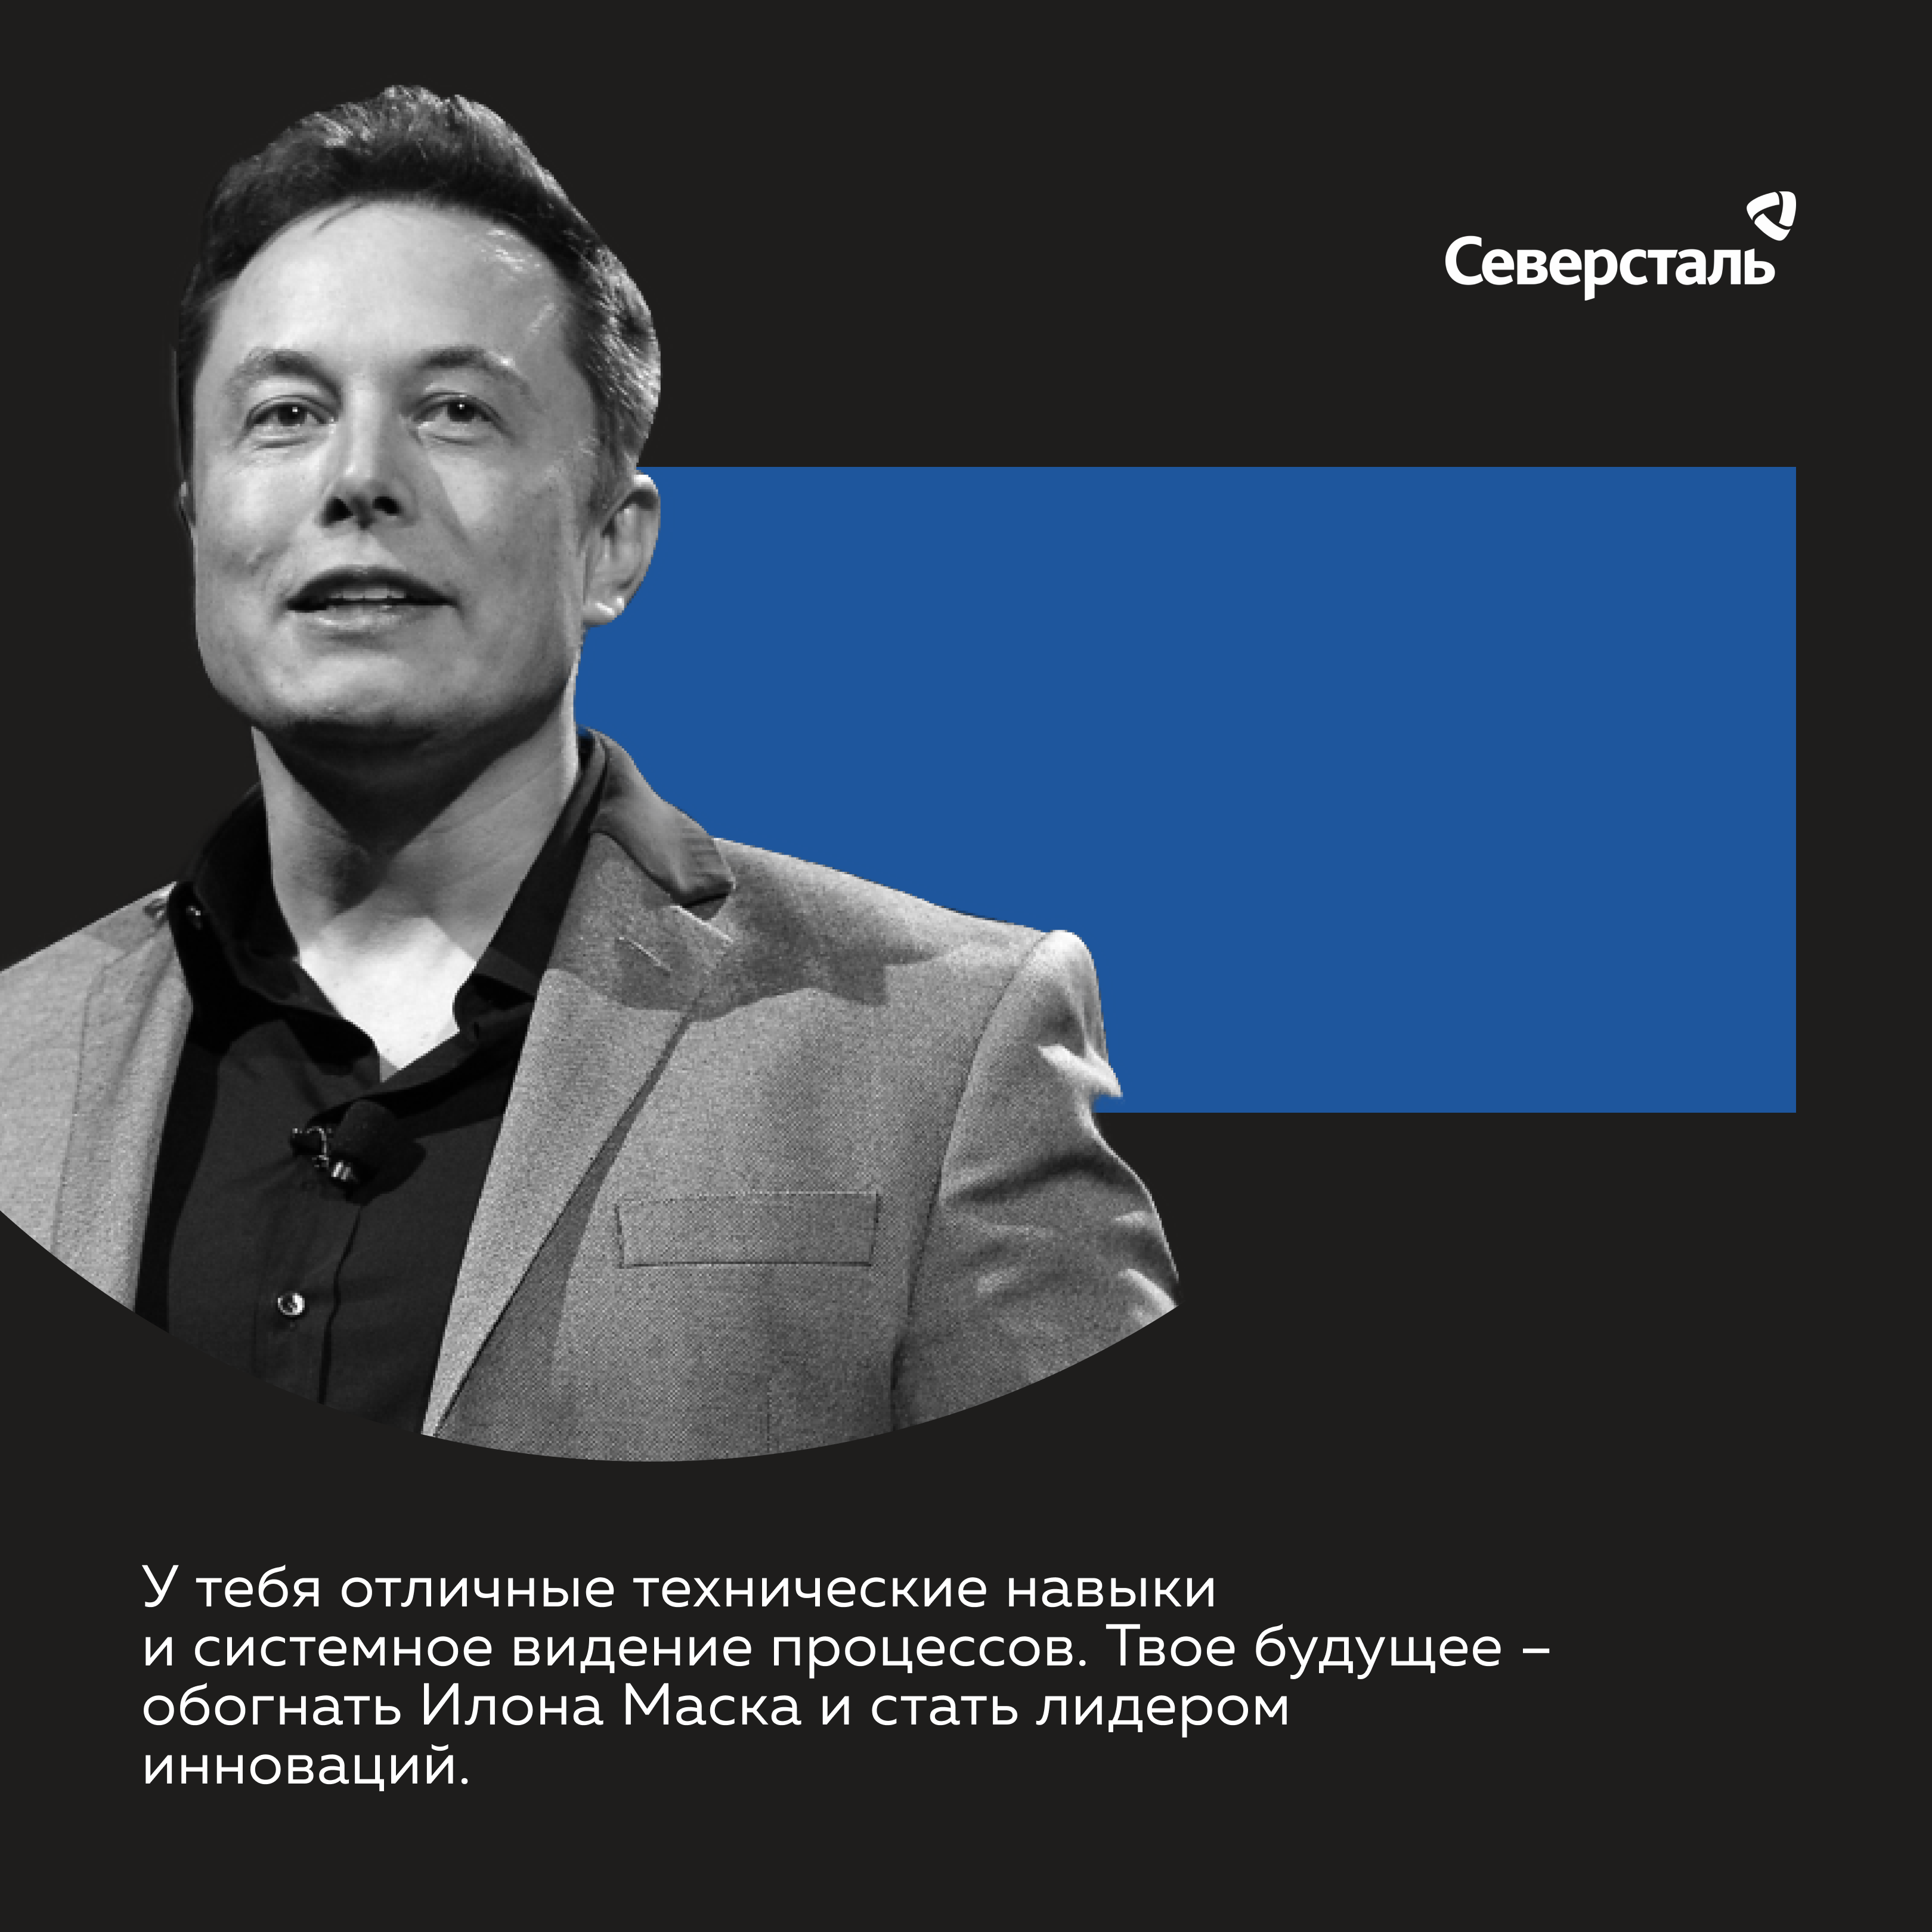 Северсталь
У тебя отличные технические навыки
и системное видение процессов. Твое будущее –
обогнать Илона Маска и стать лидером
инноваций.